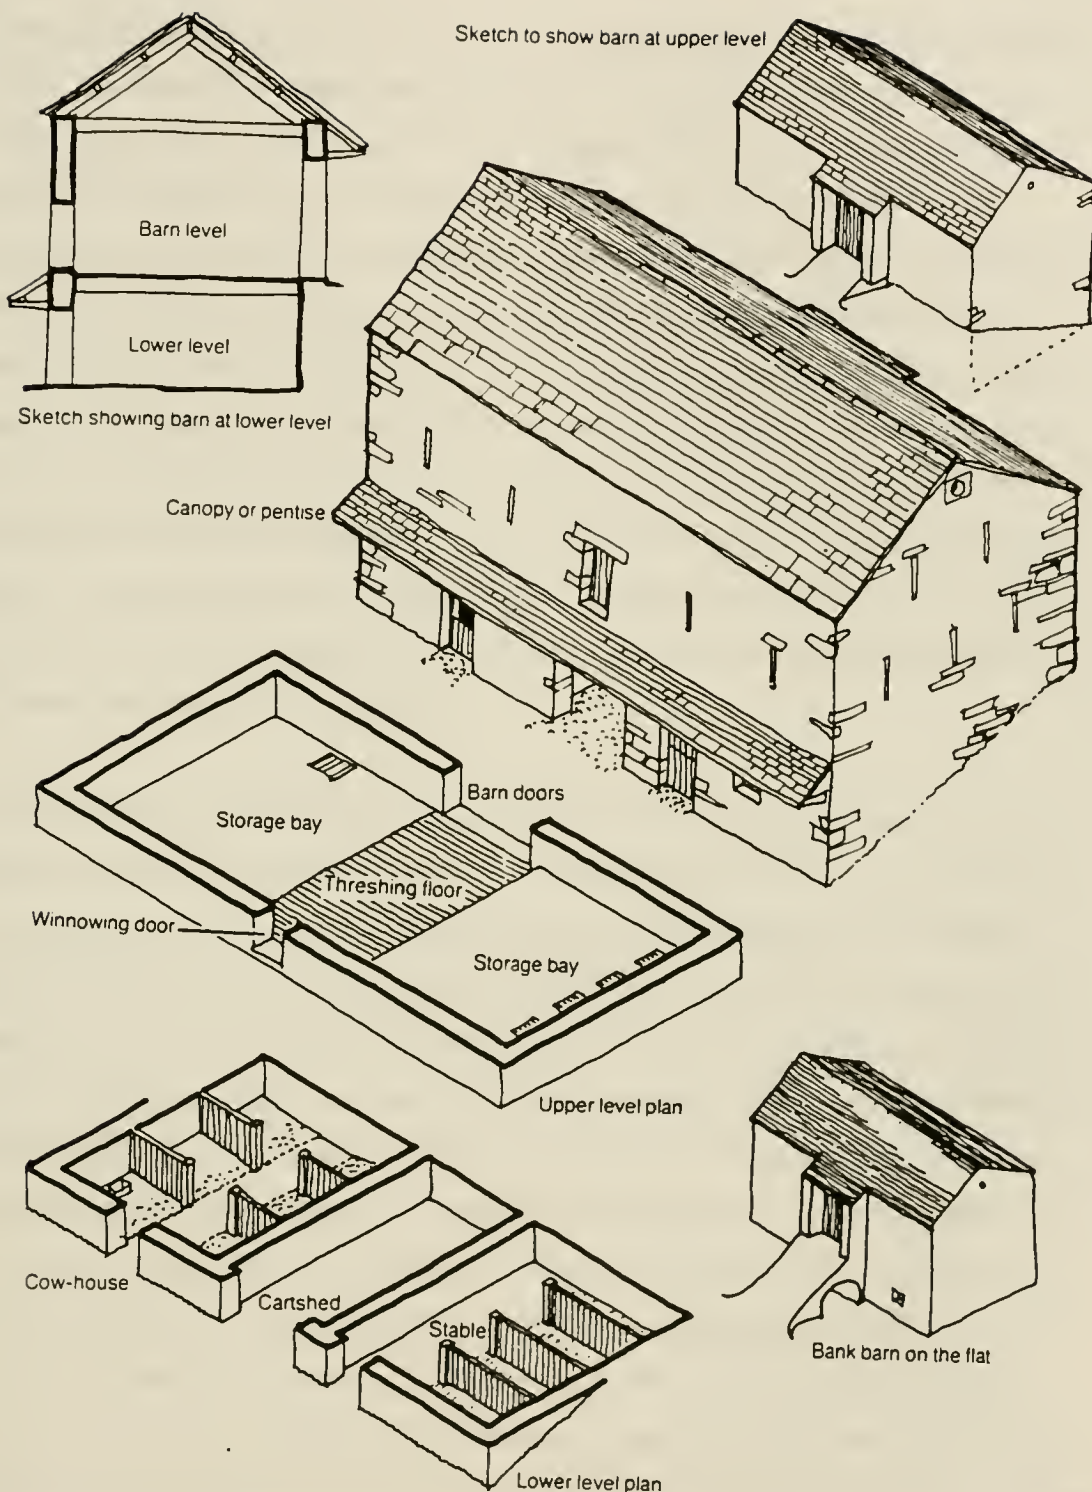 Sketch to show barn at upper level
Barn level
Lower level
Sketch showing barn at lower level
Canopy or pentise
Barn doors
Storage bay
Threshing floor
Winnowing door
Storage bay
Upper level plan
Cow-house
Cartshed
Stable
Bank barn on the flat
Lower level plan